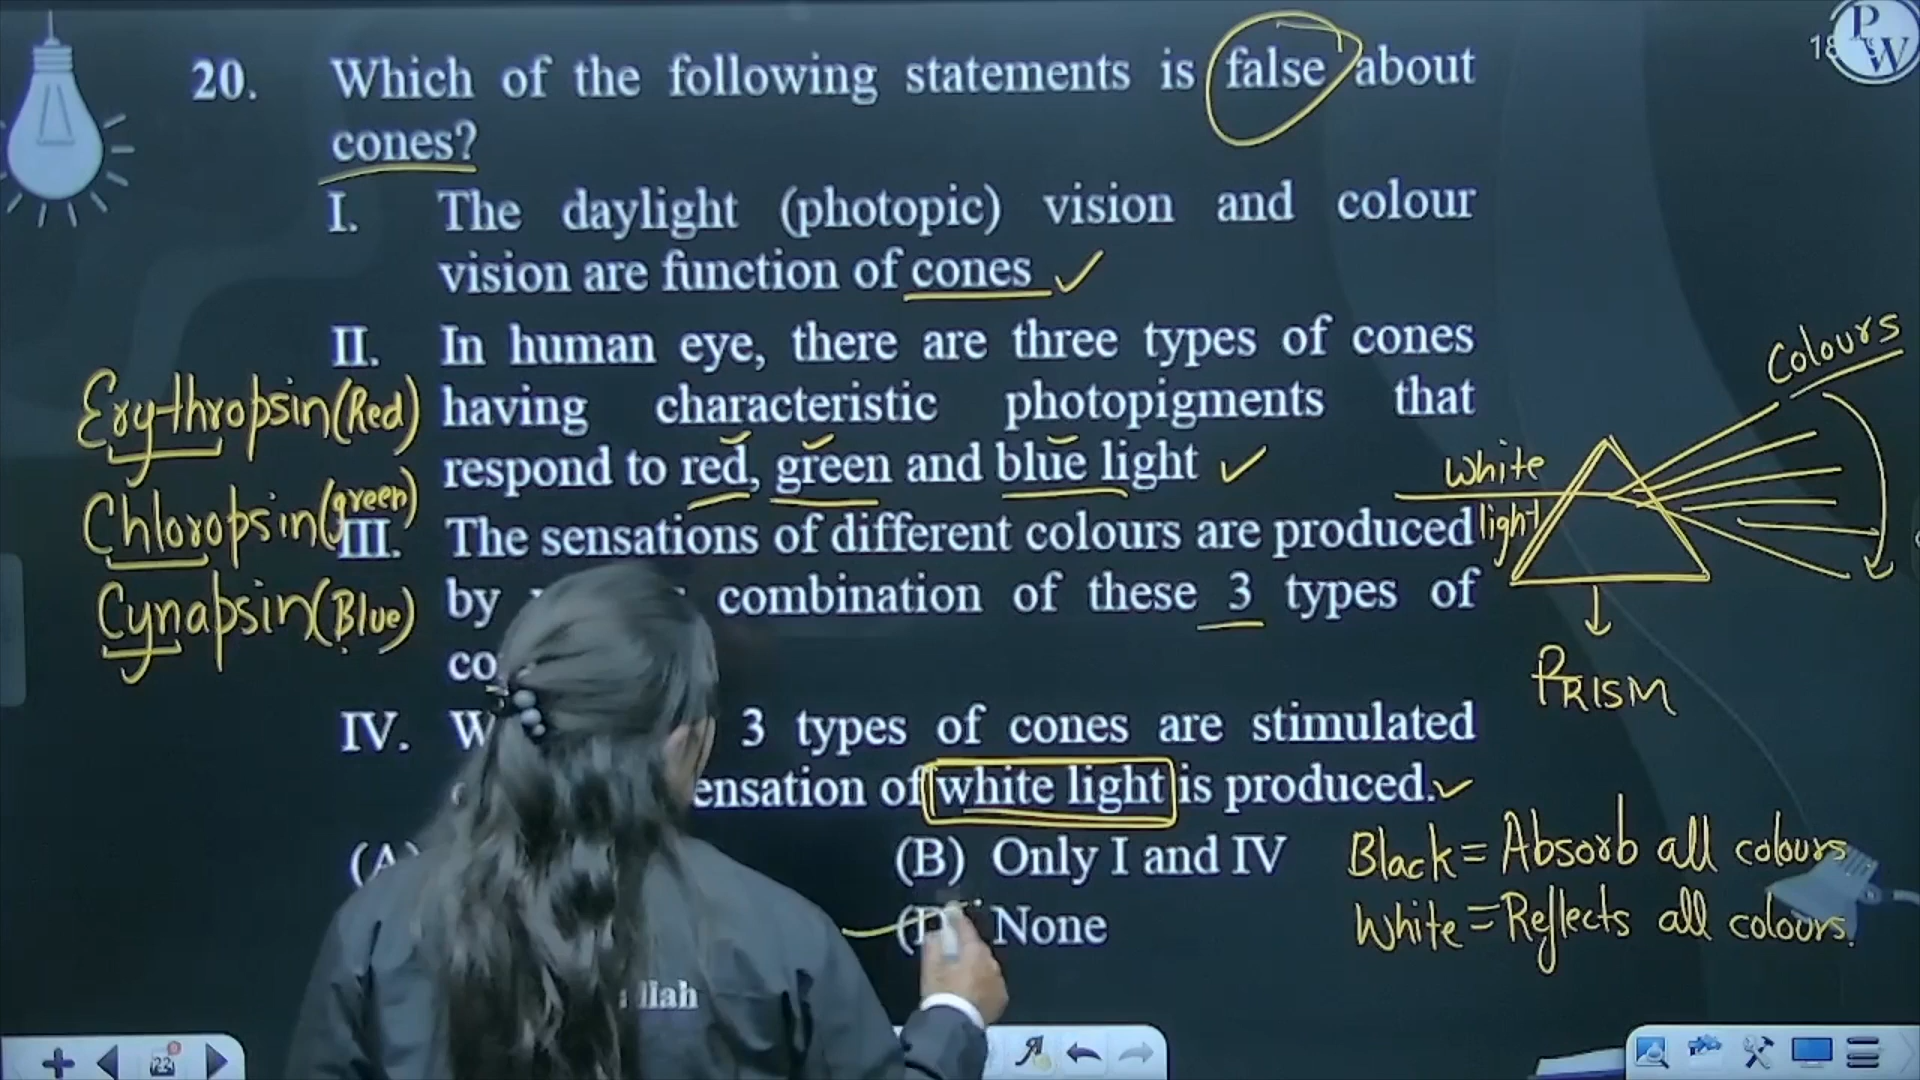 20. Which of the following statements is false about
cones?
I. The daylight (photopic) vision and colour
vision are function of cones
II. In human eye, there are three types of cones
having characteristic photopigments that
respond to red, green and blue light
III. The sensations of different colours are produced
by combination of these 3 types of
IV. 3 types of cones are stimulated
of white light is produced.
(A) (B) Only I and IV
None
Erythropsin (Red)
Chloropsin (green)
Cynapsin (Blue)
white
light
Colours
PRISM
Black = Absorb all colours
White = Reflects all colours.
PW
22